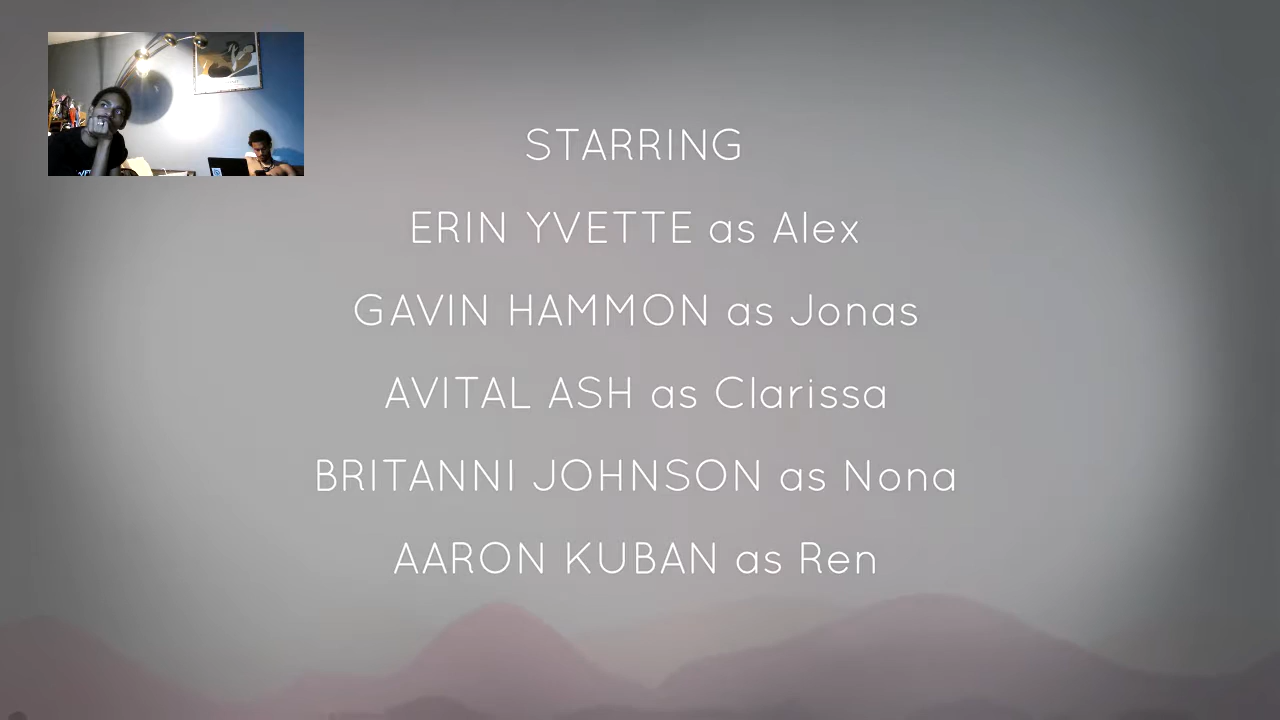 STARRING
ERIN YVETTE as Alex
GAVIN HAMMON as Jonas
AVITAL ASH as Clarissa
BRITANNI JOHNSON as Nona
AARON KUBAN as Ren